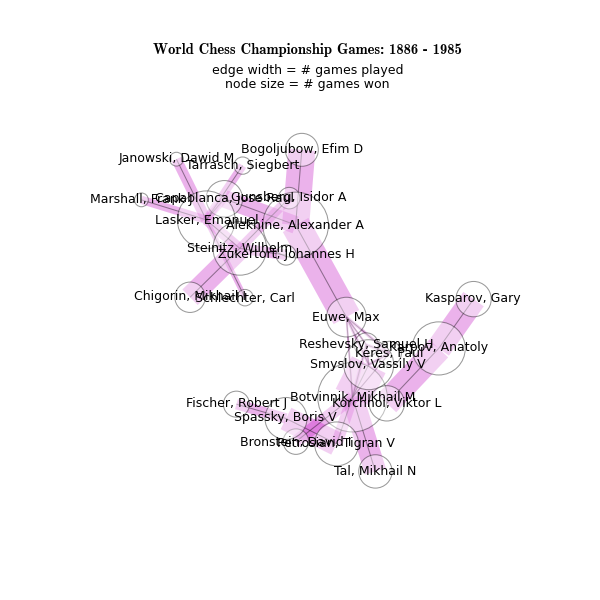 World Chess Championship Games: 1886 - 1985
edge width = # games played
node size = # games won
Bogoljubow, Efim D
Janowski, Dawid M
Tarrasch, Siegbert
Marshall, Frank J
Capablanca, Jose Raul
Gunsberg, Isidor A
Lasker, Emanuel
Alekhine, Alexander A
Steinitz, Wilhelm
Zukertort, Johannes H
Chigorin, Mikhail I
Schlechter, Carl
Kasparov, Gary
Euwe, Max
Reshevsky, Samuel H
Karpov, Anatoly
Keres, Paul
Smyslov, Vassily V
Botvinnik, Mikhail M
Korchnoi, Viktor L
Fischer, Robert J
Spassky, Boris V
Bronstein, David I
Petrosian, Tigran V
Tal, Mikhail N